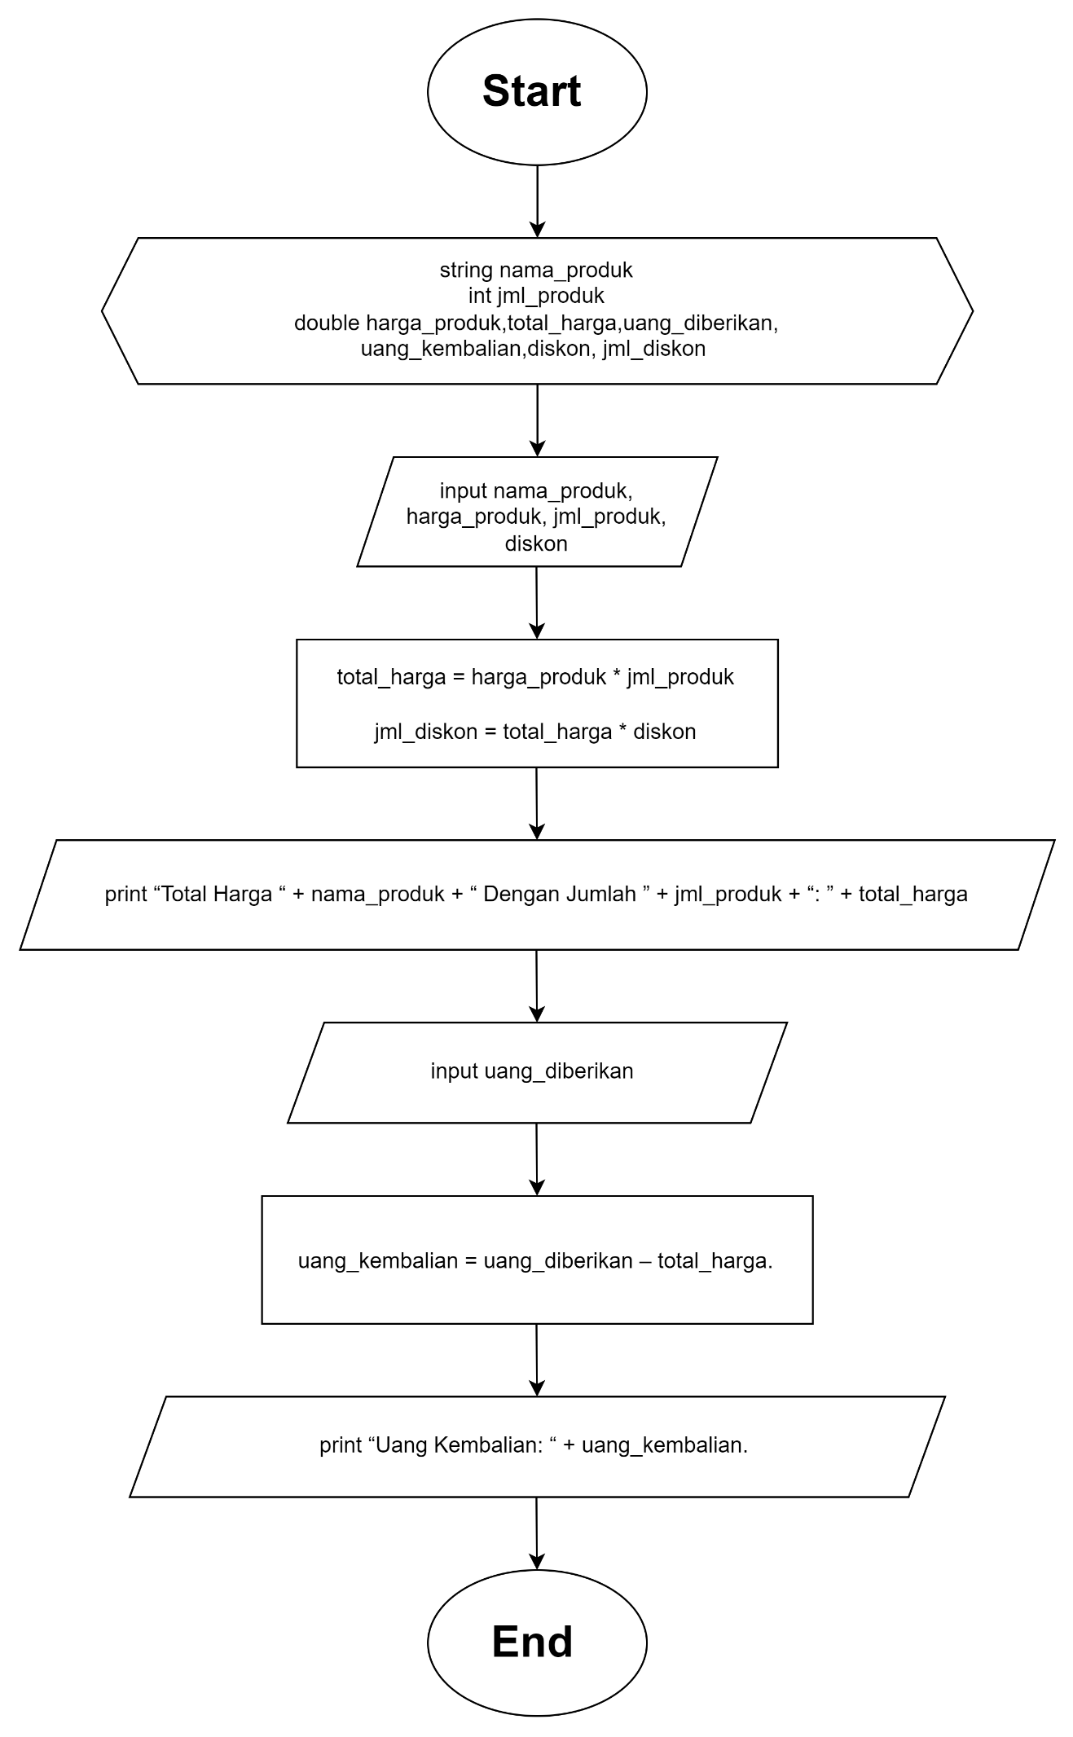 Start
string nama_produk
int jml_produk
double harga_produk,total_harga,uang_diberikan,
uang_kembalian,diskon, jml_diskon
input nama_produk,
harga_produk, jml_produk,
diskon
total_harga = harga_produk * jml_produk
jml_diskon = total_harga * diskon
print “Total Harga “ + nama_produk + “ Dengan Jumlah ” + jml_produk + “: ” + total_harga
input uang_diberikan
uang_kembalian = uang_diberikan – total_harga.
print “Uang Kembalian: “ + uang_kembalian.
End